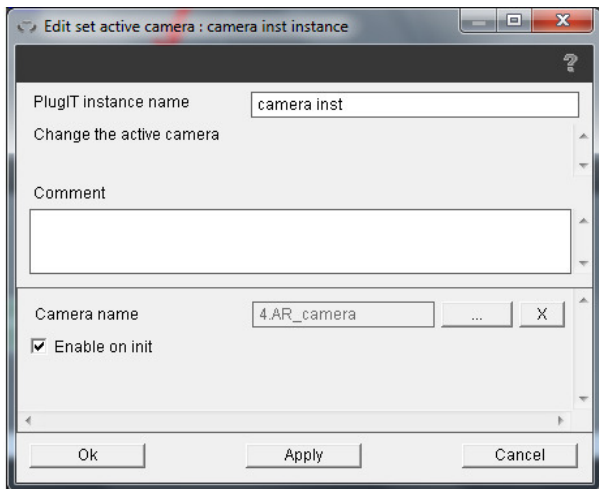 Edit set active camera : camera inst instance
?
PlugIT instance name camera inst
Change the active camera
Comment
Camera name 4.AR_camera ... X
Enable on init
Ok Apply Cancel